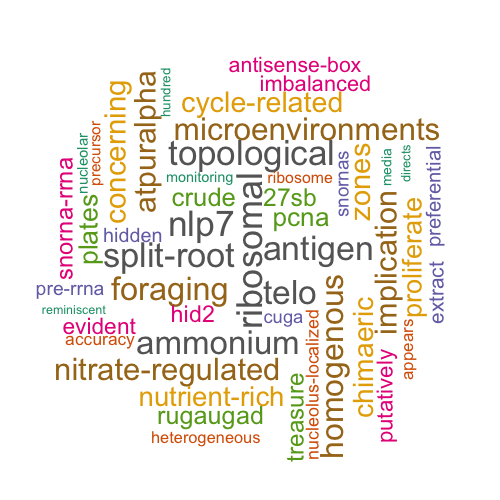 antisense-box
imbalanced
hundred
cycle-related
concerning
atpuralpha
microenvironments
nucleolar
precursor
topological
snorna-rrna
plates
monitoring
ribosome
snornas
zones
media
directs
preferential
crude
27sb
nlp7
pcna
hidden
split-root
ribosomal
antigen
implication
proliferate
extract
pre-rrna
foraging
telo
reminiscent
hid2
cuga
evident
accuracy
ammonium
nucleolus-localized
homogenous
chimaeric
putatively
appears
nitrate-regulated
nutrient-rich
treasure
rugaugad
heterogeneous